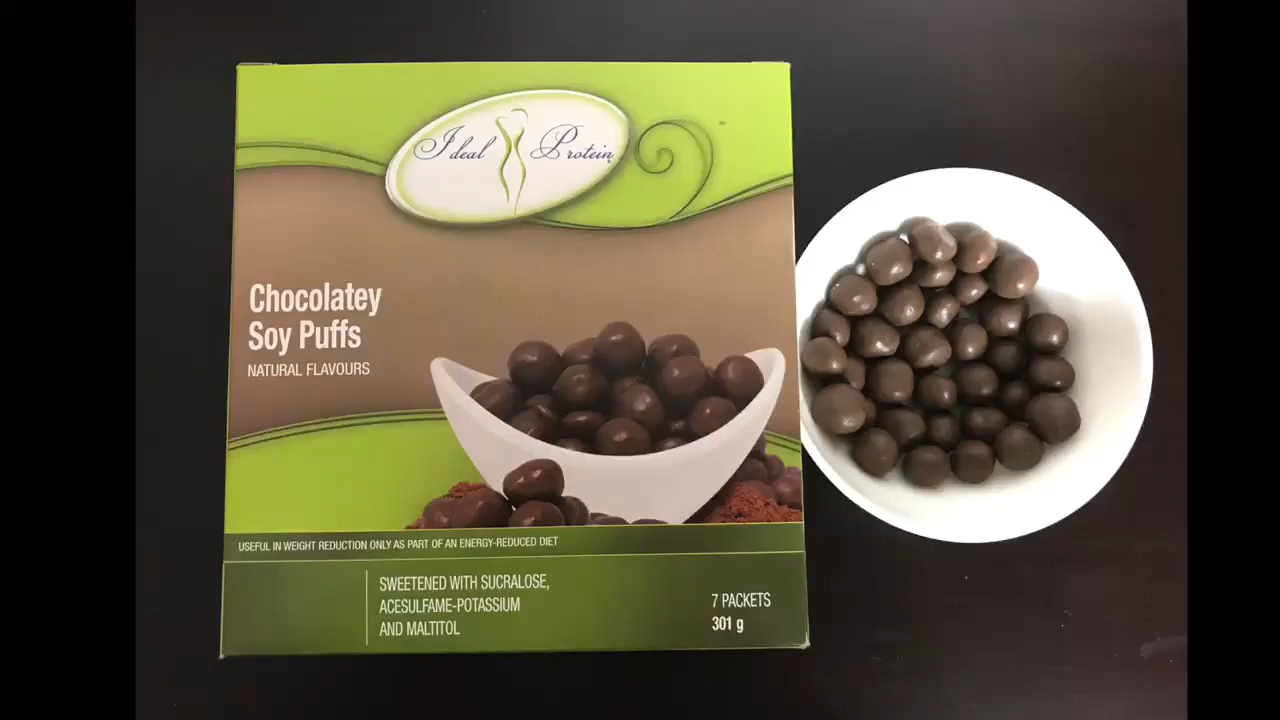 Ideal Protein
Chocolatey
Soy Puffs
NATURAL FLAVOURS
USEFUL IN WEIGHT REDUCTION ONLY AS PART OF AN ENERGY-REDUCED DIET
SWEETENED WITH SUCRALOSE,
ACESULFAME-POTASSIUM
AND MALTITOL
7 PACKETS
301 g